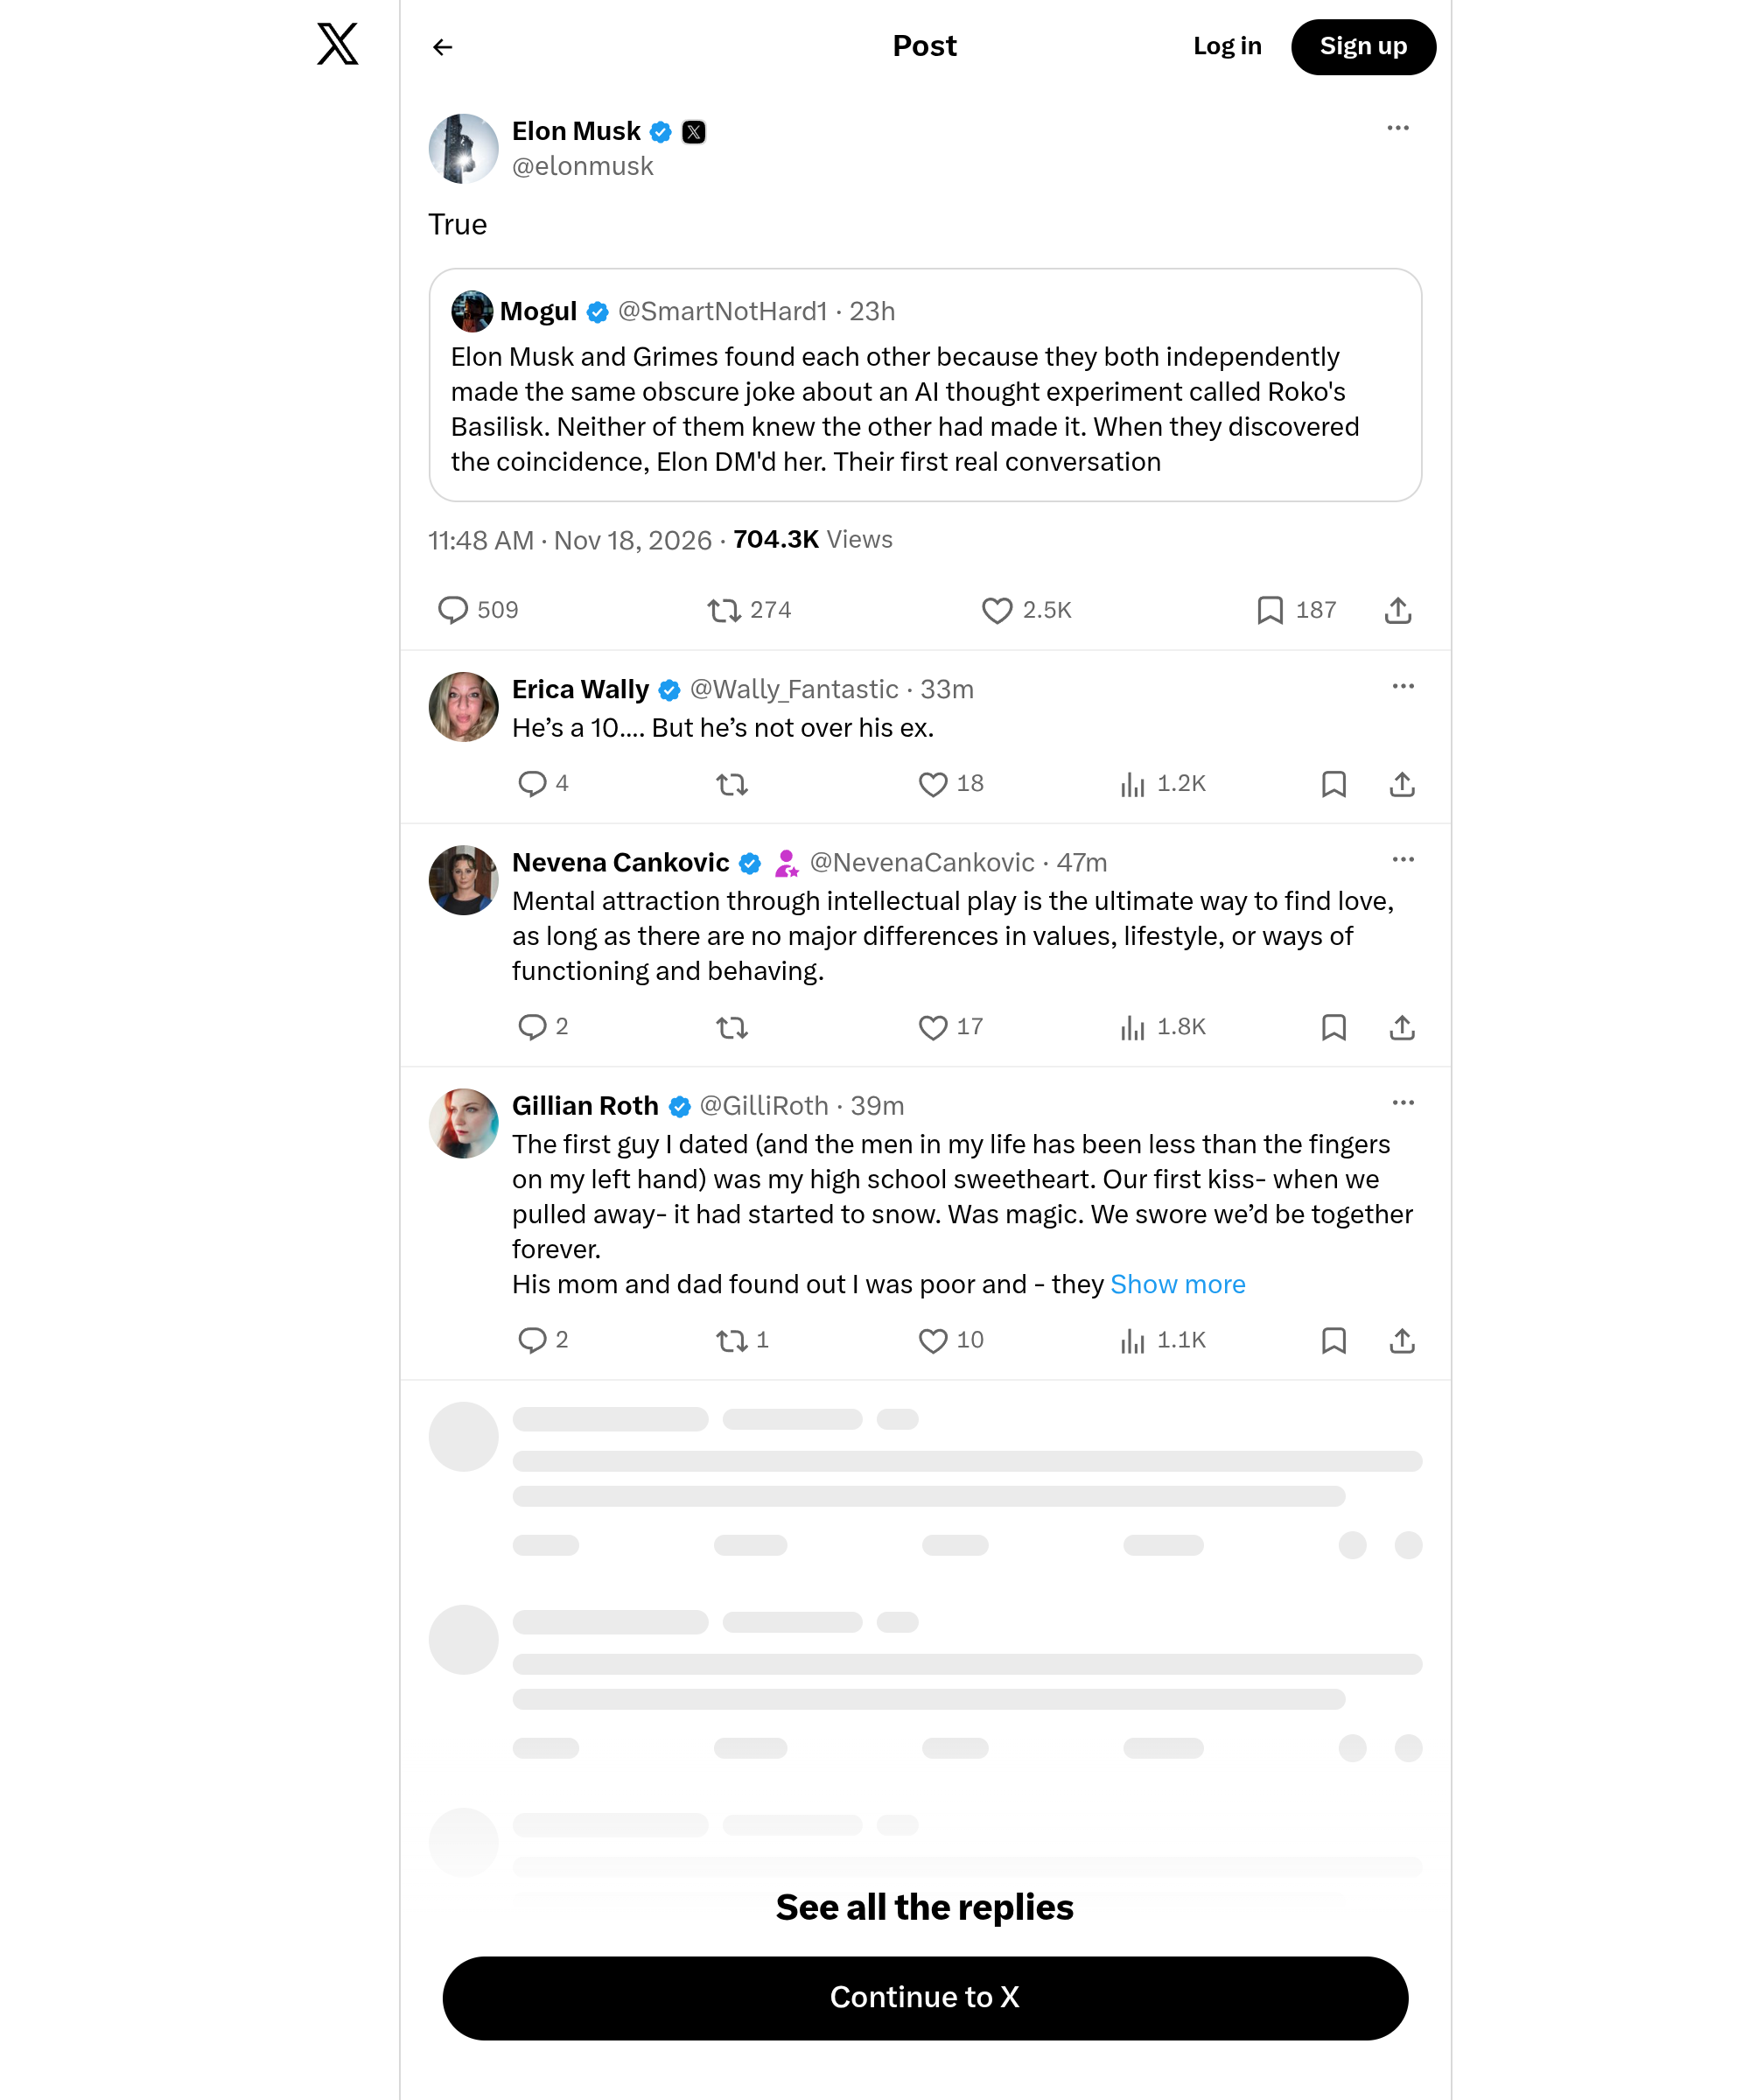 Post
Log in
Sign up
Elon Musk
@elonmusk
True
Mogul @SmartNotHard1 · 23h
Elon Musk and Grimes found each other because they both independently
made the same obscure joke about an AI thought experiment called Roko's
Basilisk. Neither of them knew the other had made it. When they discovered
the coincidence, Elon DM'd her. Their first real conversation
11:48 AM · Nov 18, 2026 · 704.3K Views
509 274 2.5K 187
Erica Wally @Wally_Fantastic · 33m
He’s a 10.... But he’s not over his ex.
4 18 1.2K
Nevena Cankovic @NevenaCankovic · 47m
Mental attraction through intellectual play is the ultimate way to find love,
as long as there are no major differences in values, lifestyle, or ways of
functioning and behaving.
2 17 1.8K
Gillian Roth @GilliRoth · 39m
The first guy I dated (and the men in my life has been less than the fingers
on my left hand) was my high school sweetheart. Our first kiss- when we
pulled away- it had started to snow. Was magic. We swore we’d be together
forever.
His mom and dad found out I was poor and - they Show more
2 1 10 1.1K
See all the replies
Continue to X